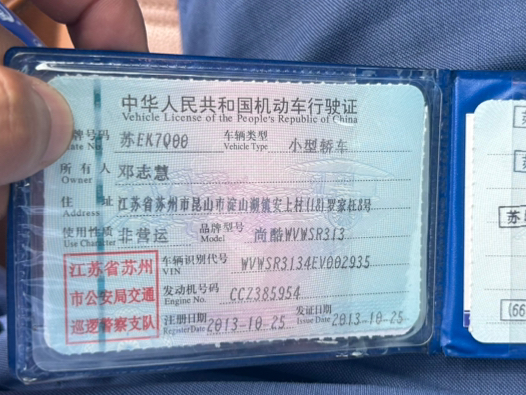 中华人民共和国机动车行驶证
Vehicle License of the People's Republic of China
牌号码 苏EK7Q00 车辆类型 小型轿车
Vehicle Type
所有人 邓志慧
Owner
住 址 江苏省苏州市昆山市淀山湖镇安上村(18)罗家枉8号
Address
使用性质 非营运 品牌型号 尚酷WVWSR313
Use Character Model
江苏省苏州 车辆识别代号 WVWSR3134EV002935
VIN
市公安局交通 发动机号码 CCZ385954
Engine No.
巡逻警察支队 注册日期 2013-10-25 发证日期 2013-10-25
Register Date Issue Date